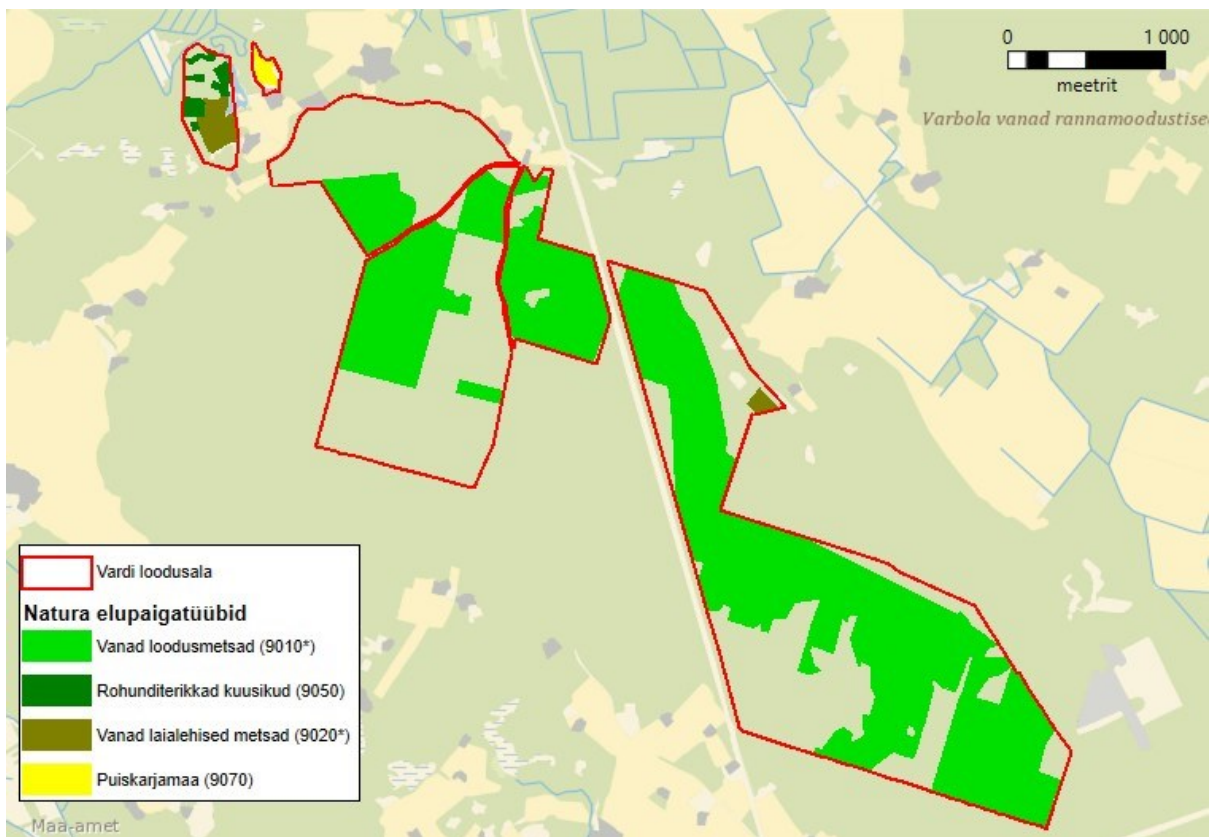 0 1 000
meetrit
Varbola vanad rannamoodustised
Vardi loodusala
Natura elupaigatüübid
Vanad loodusmetsad (9010*)
Rohunditerikkad kuusikud (9050)
Vanad laialehised metsad (9020*)
Puiskarjamaa (9070)
Maa-amet